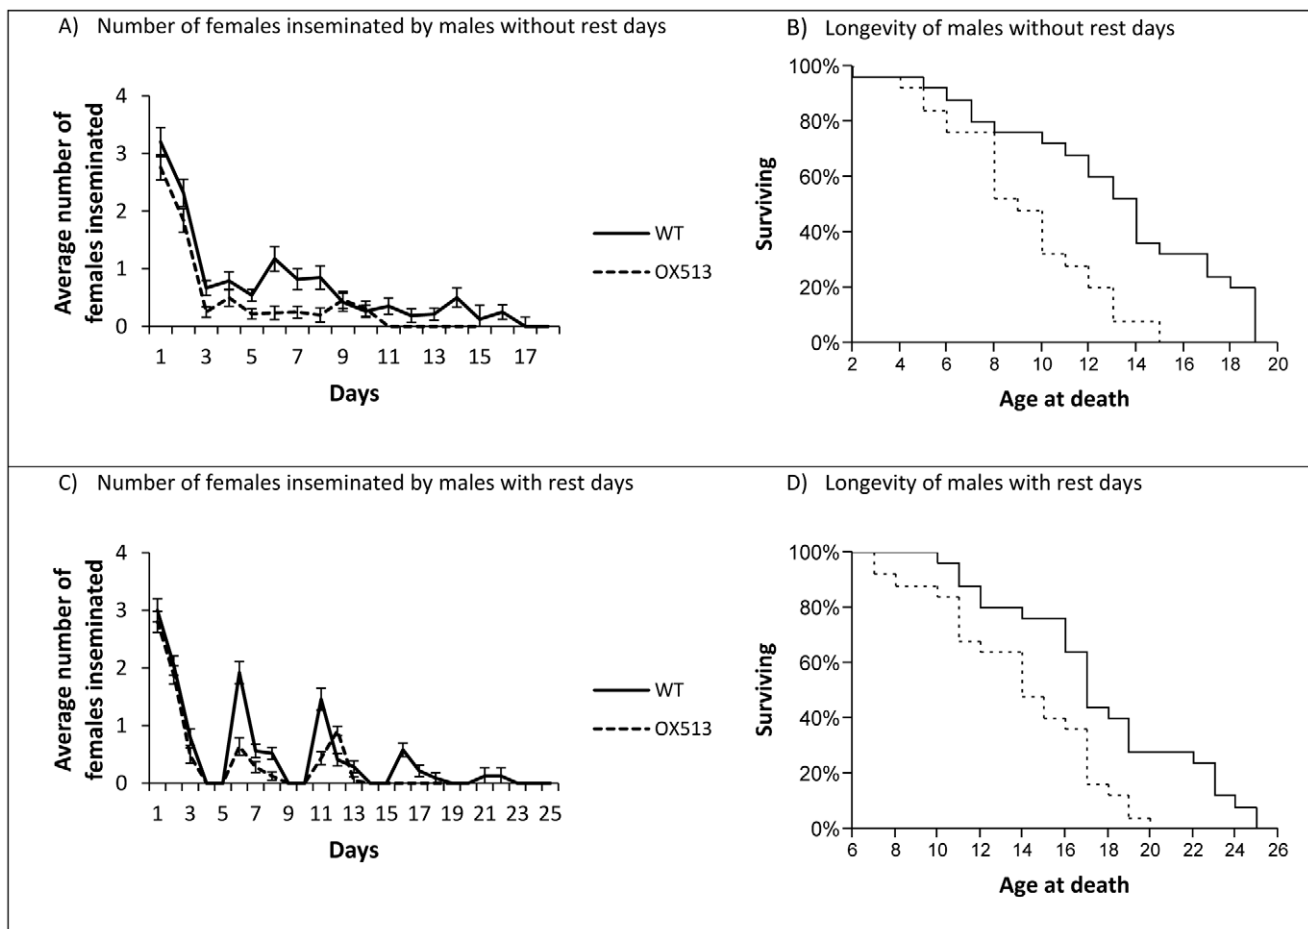 A) Number of females inseminated by males without rest days
Average number of
females inseminated
4
3
2
1
0
1 3 5 7 9 11 13 15 17
Days
WT
OX513
B) Longevity of males without rest days
Surviving
100%
80%
60%
40%
20%
0%
2 4 6 8 10 12 14 16 18 20
Age at death
C) Number of females inseminated by males with rest days
Average number of
females inseminated
4
3
2
1
0
1 3 5 7 9 11 13 15 17 19 21 23 25
Days
WT
OX513
D) Longevity of males with rest days
Surviving
100%
80%
60%
40%
20%
0%
6 8 10 12 14 16 18 20 22 24 26
Age at death